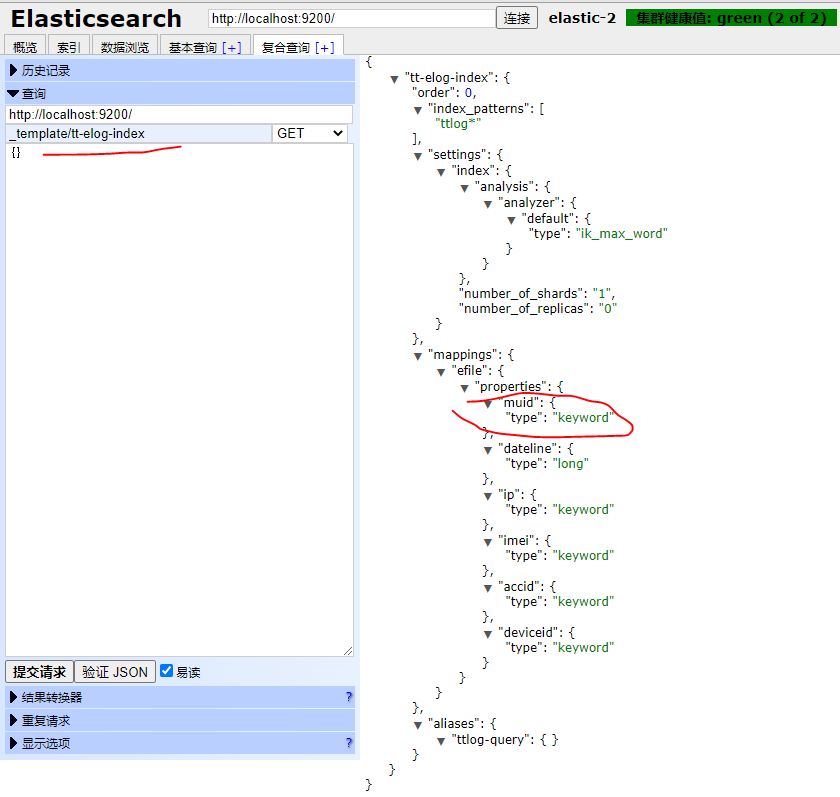 Elasticsearch
http://localhost:9200/
连接
elastic-2
集群健康值: green (2 of 2)
概览
索引
数据浏览
基本查询 [+]
复合查询 [+]
历史记录
查询
http://localhost:9200/
_template/tt-elog-index
GET
{}
提交请求
验证 JSON
易读
结果转换器
?
重复请求
显示选项
?
{
▼ "tt-elog-index": {
"order": 0,
▼ "index_patterns": [
"ttlog*"
],
▼ "settings": {
▼ "index": {
▼ "analysis": {
▼ "analyzer": {
▼ "default": {
"type": "ik_max_word"
}
}
},
"number_of_shards": "1",
"number_of_replicas": "0"
}
},
▼ "mappings": {
▼ "efile": {
▼ "properties": {
▼ "muid": {
"type": "keyword"
},
▼ "dateline": {
"type": "long"
},
▼ "ip": {
"type": "keyword"
},
▼ "imei": {
"type": "keyword"
},
▼ "accid": {
"type": "keyword"
},
▼ "deviceid": {
"type": "keyword"
}
}
}
},
▼ "aliases": {
▼ "ttlog-query": { }
}
}
}